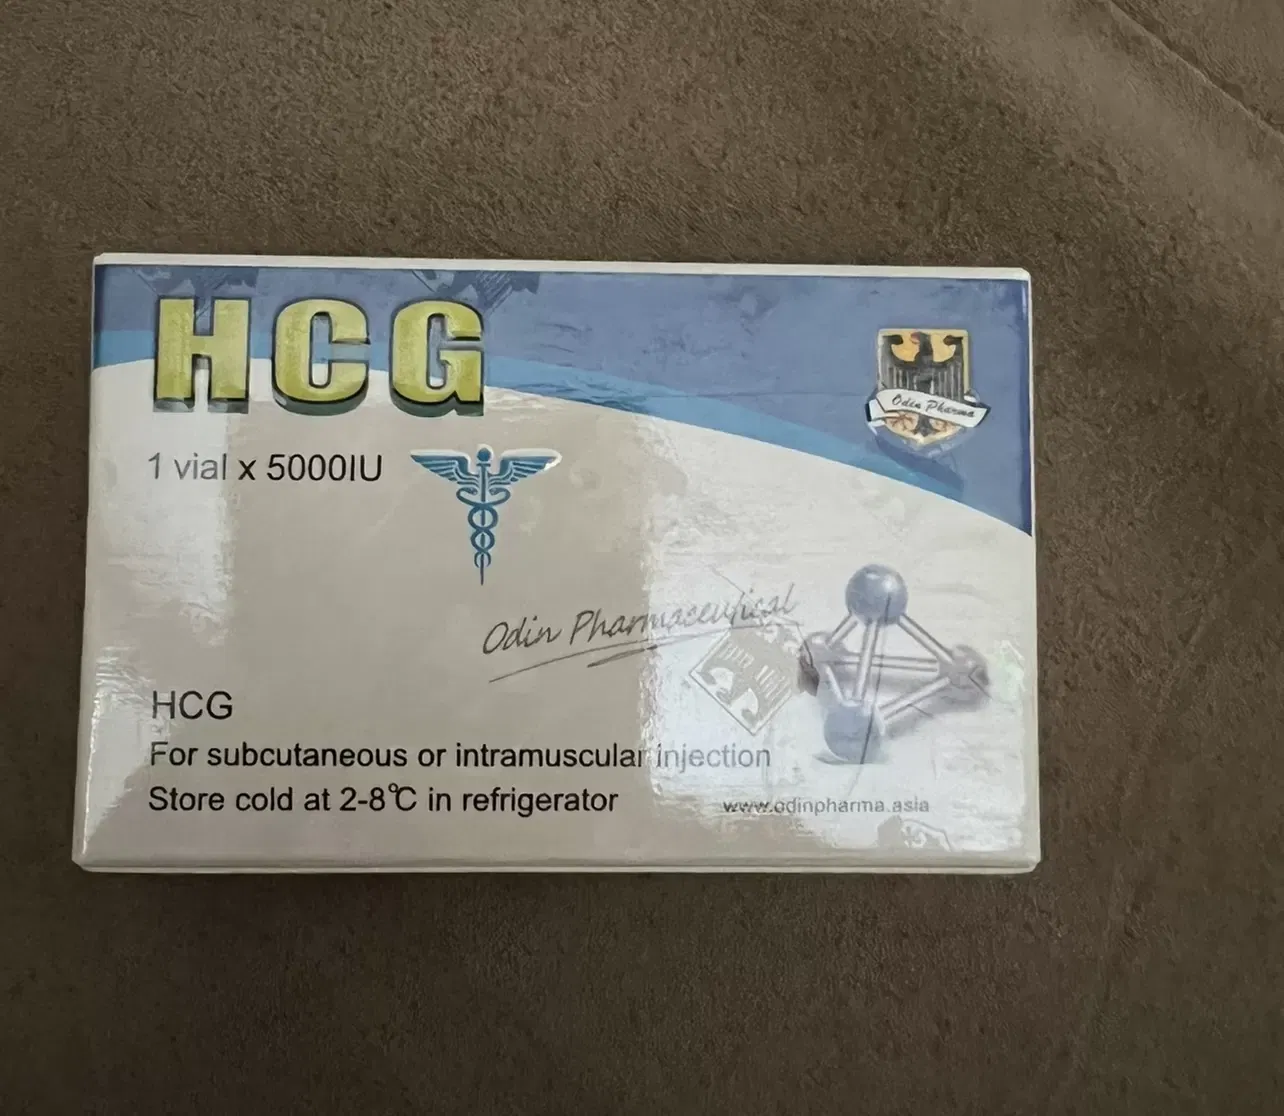 HCG
Odin Pharma
1 vial x 5000IU
Odin Pharmaceutical
HCG
For subcutaneous or intramuscular injection
Store cold at 2-8℃ in refrigerator
www.odinpharma.asia